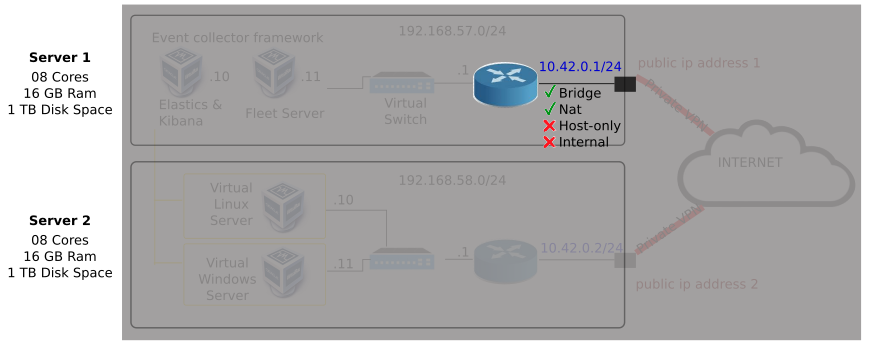 Server 1
08 Cores
16 GB Ram
1 TB Disk Space
Event collector framework
192.168.57.0/24
.10
.11
Elastics &
Kibana
Fleet Server
Virtual
Switch
.1
10.42.0.1/24
Bridge
Nat
Host-only
Internal
public ip address 1
Private VPN
INTERNET
Server 2
08 Cores
16 GB Ram
1 TB Disk Space
192.168.58.0/24
Virtual
Linux
Server
.10
Virtual
Windows
Server
.11
.1
10.42.0.2/24
Private VPN
public ip address 2